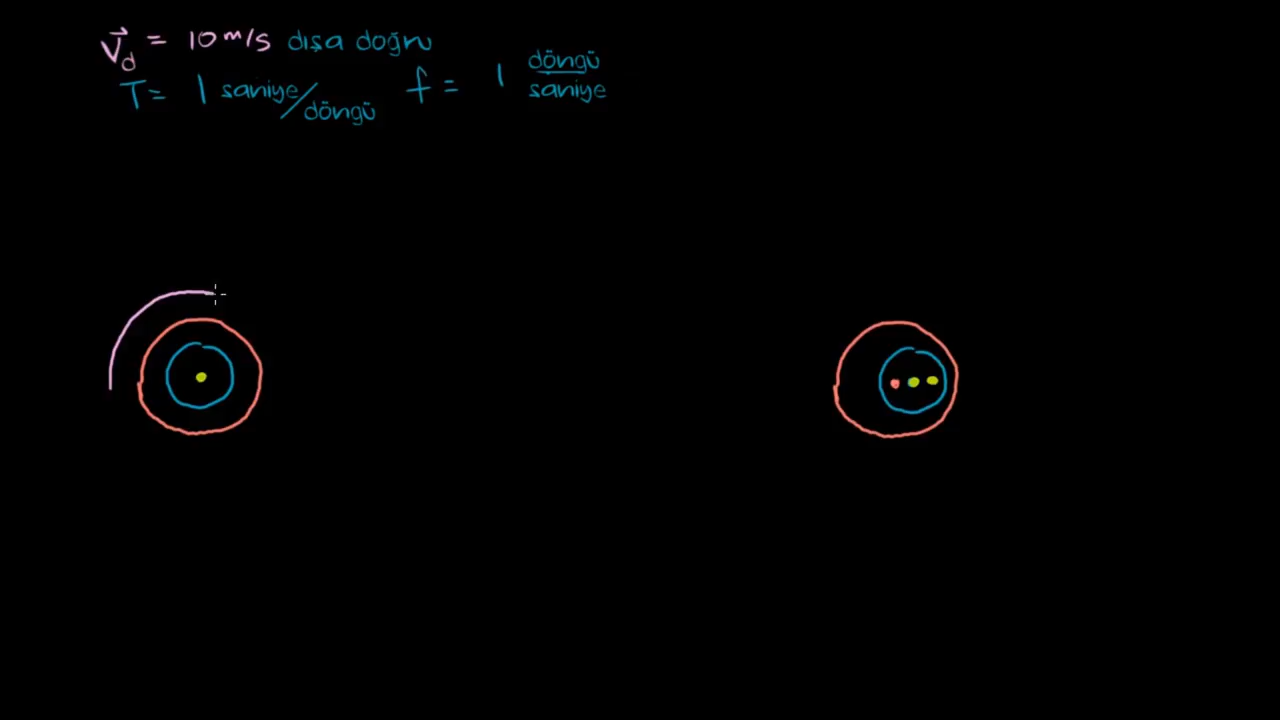 v⃗d = 10 m/s dışa doğru
T = 1 saniye/döngü f = 1 döngü/saniye